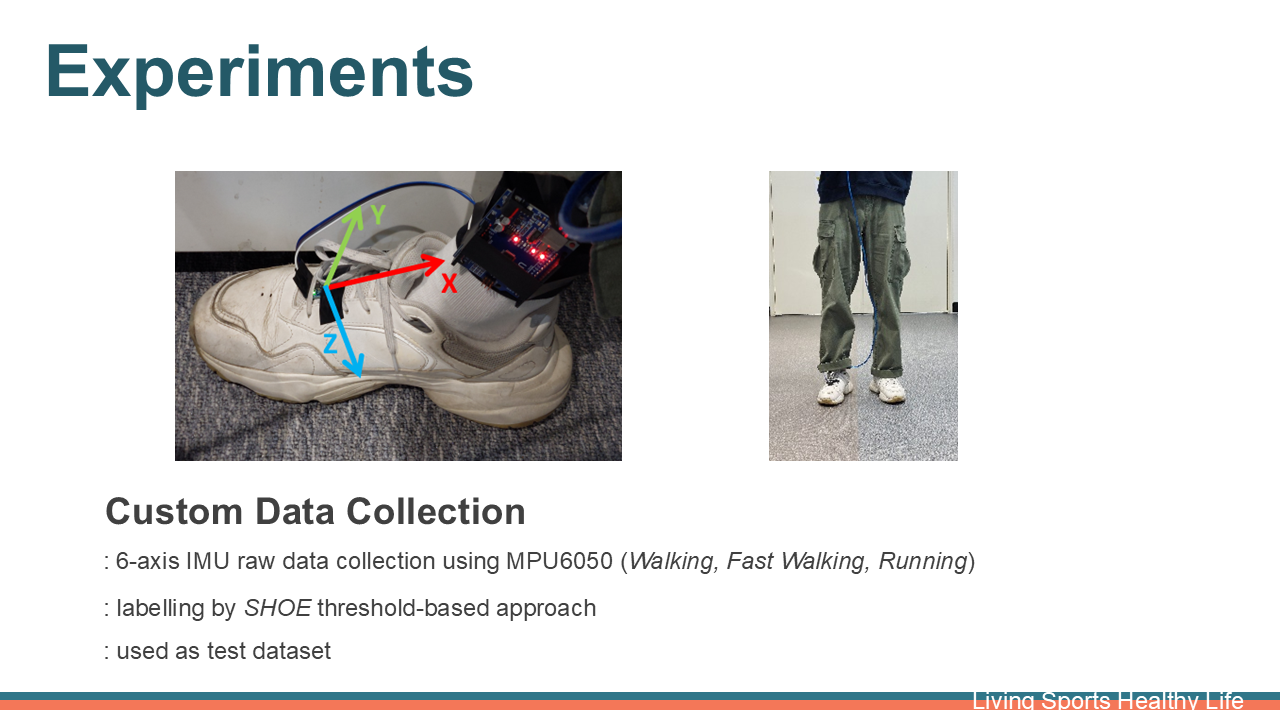 Experiments
Y
X
Z
Custom Data Collection
: 6-axis IMU raw data collection using MPU6050 (Walking, Fast Walking, Running)
: labelling by SHOE threshold-based approach
: used as test dataset
Living Sports Healthy Life